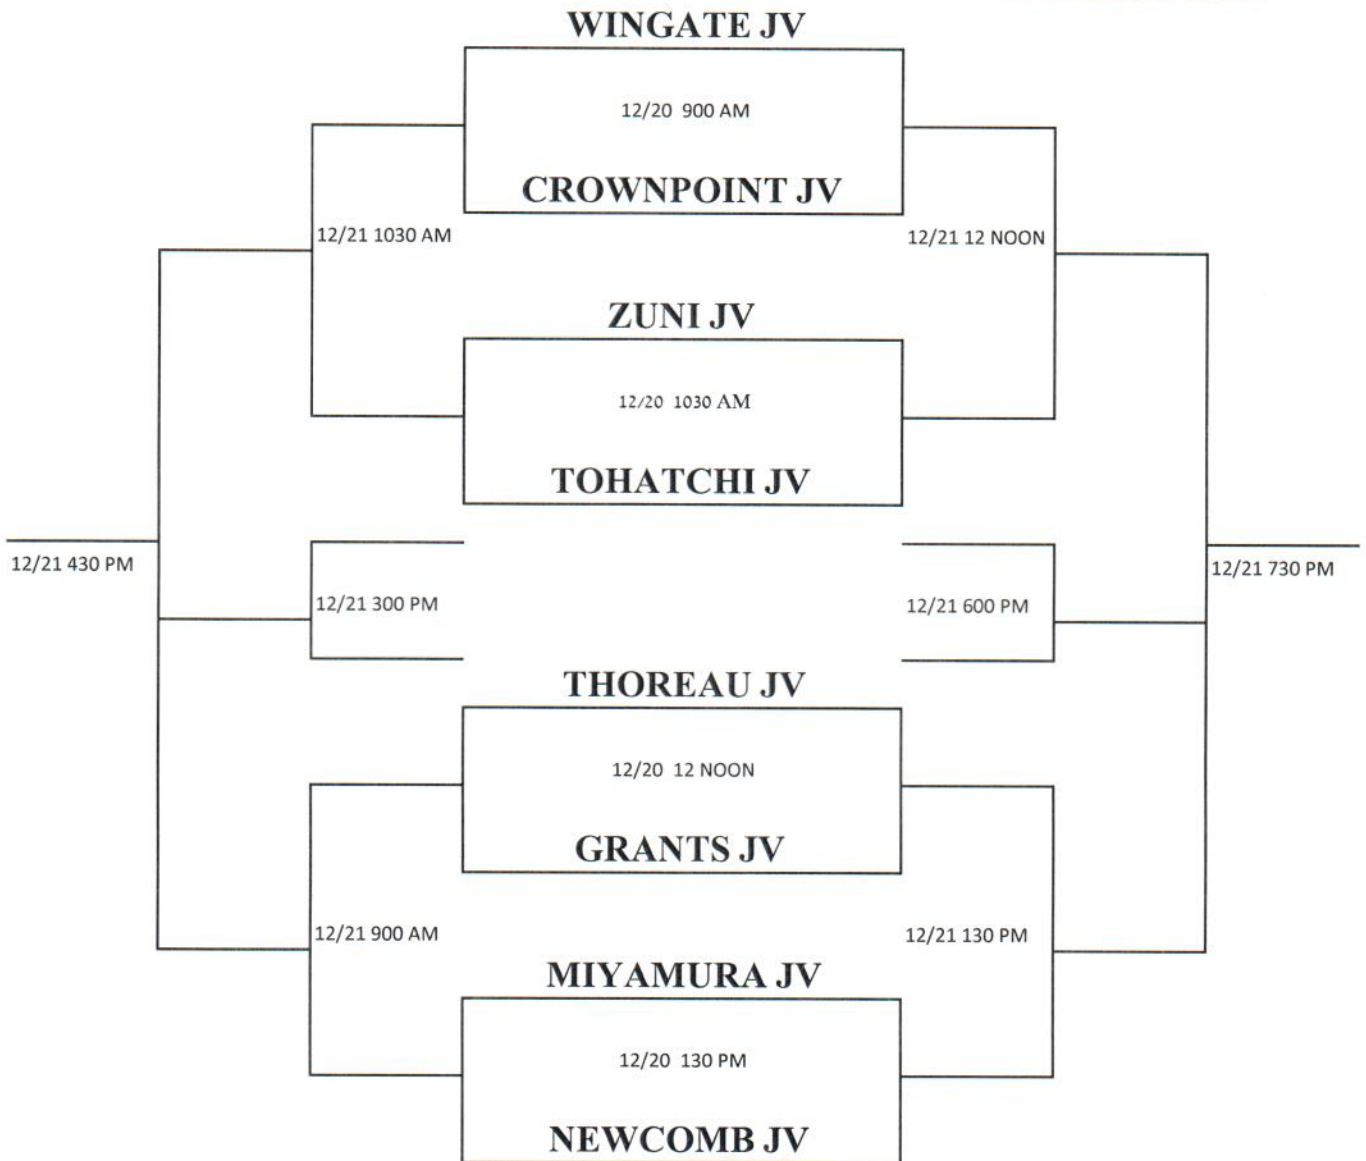 WINGATE JV
12/20 900 AM
CROWNPOINT JV
12/21 1030 AM
12/21 12 NOON
ZUNI JV
12/20 1030 AM
TOHATCHI JV
12/21 430 PM
12/21 730 PM
12/21 300 PM
12/21 600 PM
THOREAU JV
12/20 12 NOON
GRANTS JV
12/21 900 AM
12/21 130 PM
MIYAMURA JV
12/20 130 PM
NEWCOMB JV